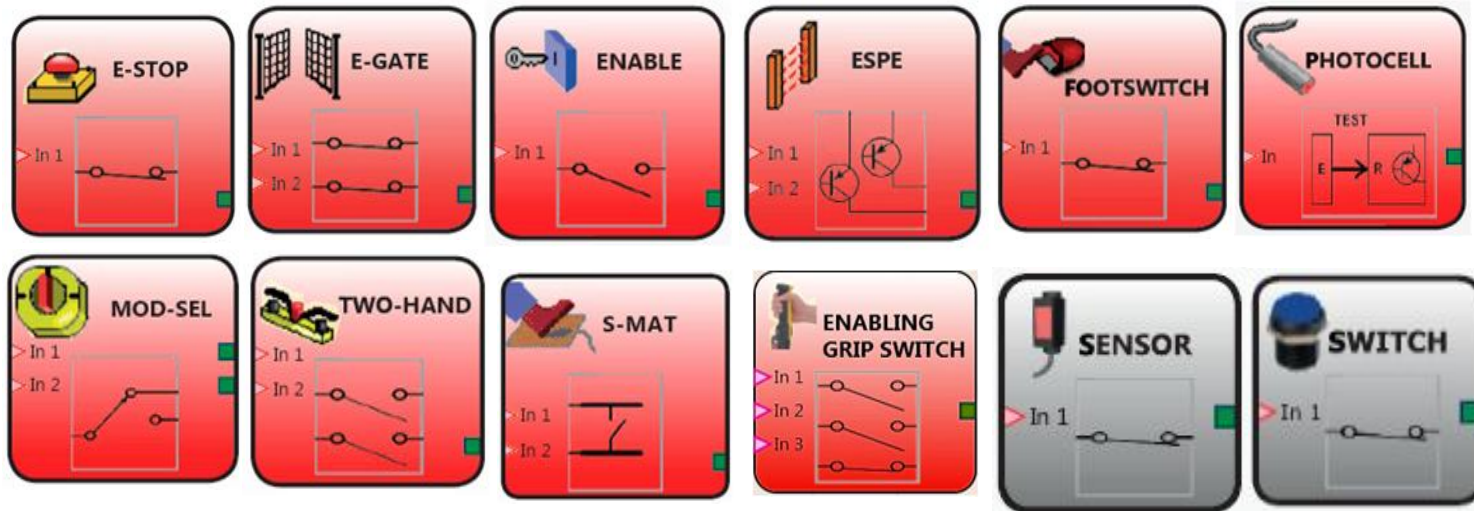 E-STOP
In 1
E-GATE
In 1
In 2
ENABLE
In 1
ESPE
In 1
In 2
FOOTSWITCH
In 1
PHOTOCELL
TEST
In
E
R
MOD-SEL
In 1
In 2
TWO-HAND
In 1
In 2
S-MAT
In 1
In 2
ENABLING
GRIP SWITCH
In 1
In 2
In 3
SENSOR
In 1
SWITCH
In 1